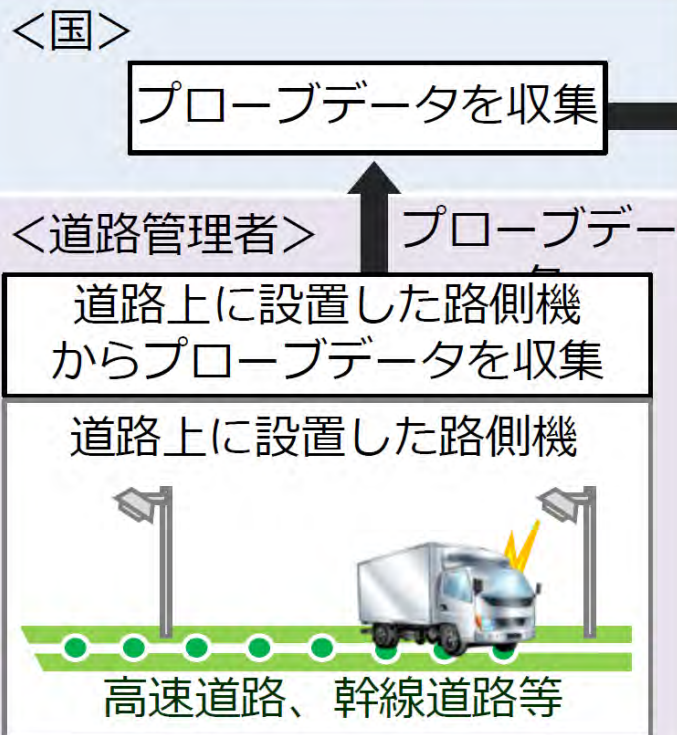 ＜国＞
プローブデータを収集
＜道路管理者＞
プローブデー
道路上に設置した路側機
からプローブデータを収集
道路上に設置した路側機
高速道路、幹線道路等